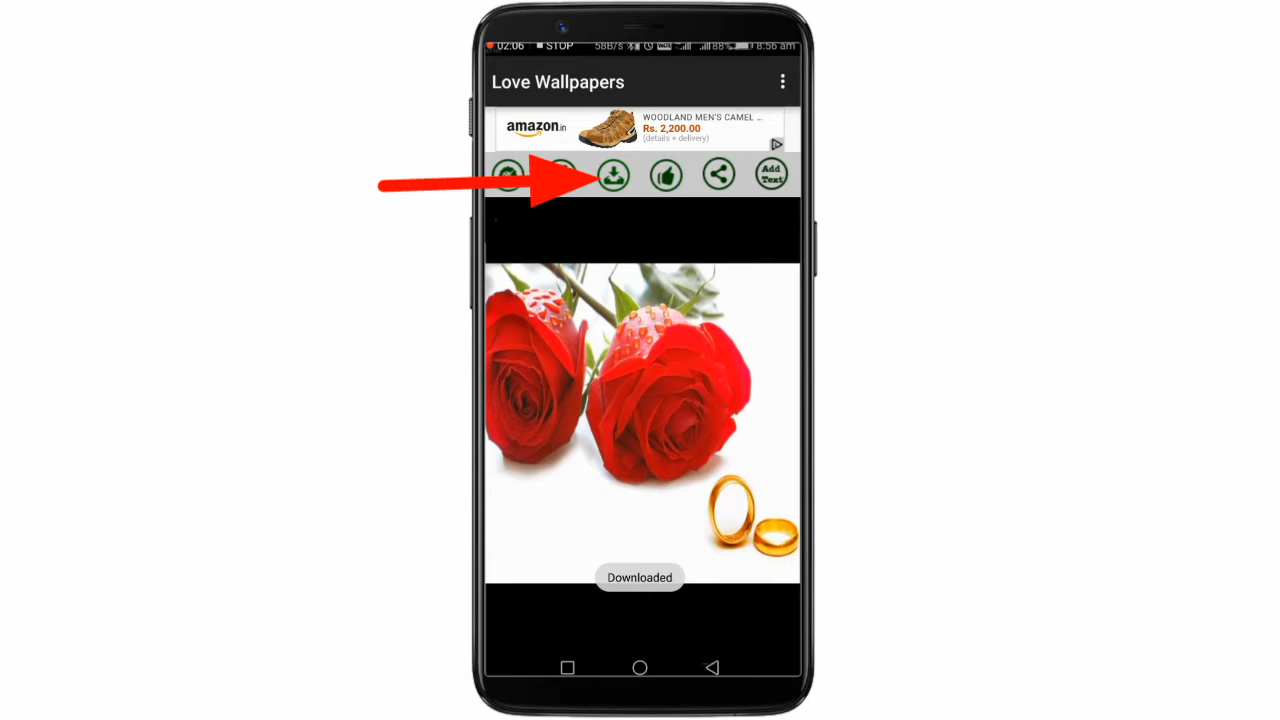 02:06 STOP 58B/s 88% 8:56 am
Love Wallpapers
amazon.in
WOODLAND MEN'S CAMEL ...
Rs. 2,200.00
(details + delivery)
Add
Text
Downloaded